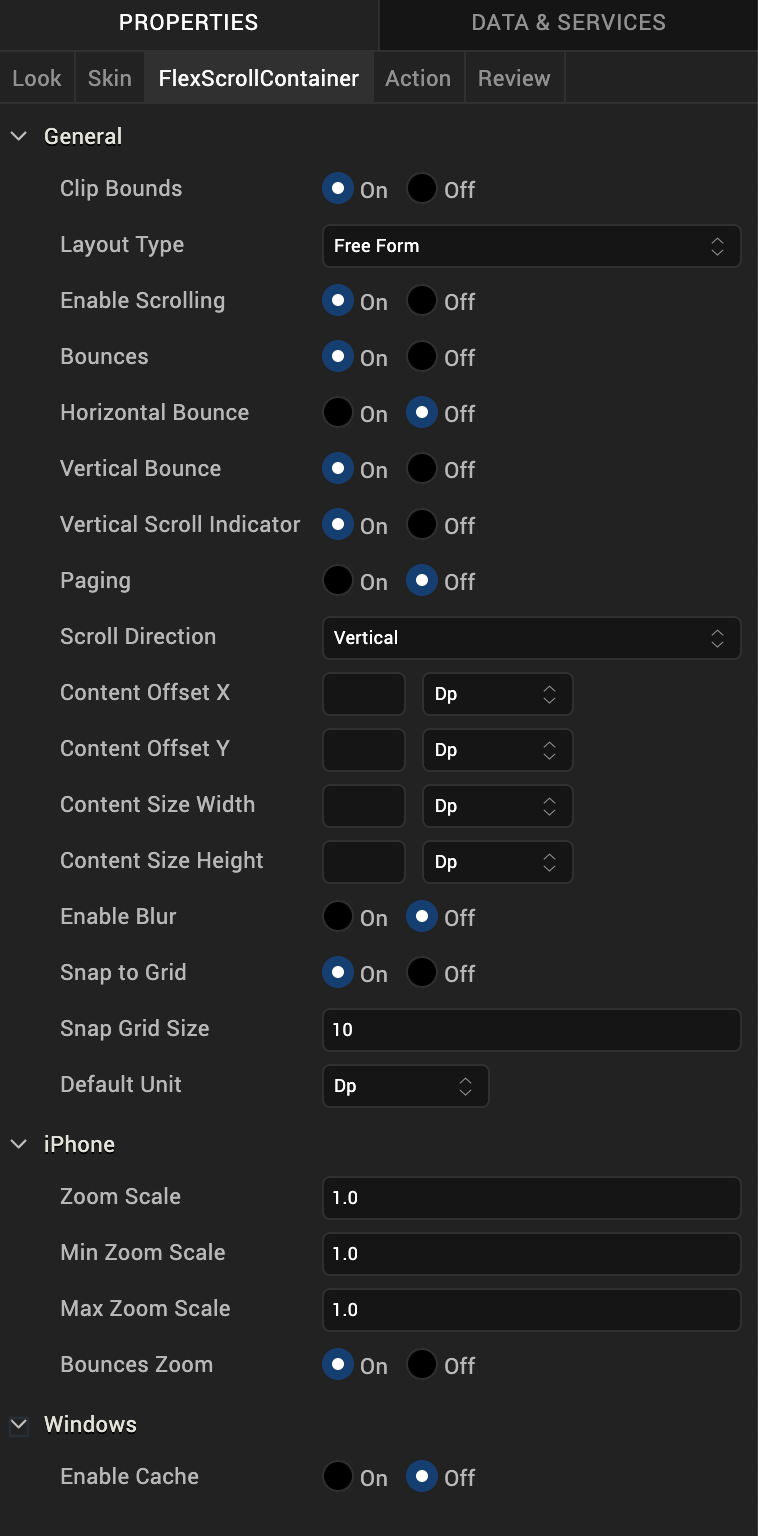 PROPERTIES DATA & SERVICES
Look Skin FlexScrollContainer Action Review
General
Clip Bounds On Off
Layout Type Free Form
Enable Scrolling On Off
Bounces On Off
Horizontal Bounce On Off
Vertical Bounce On Off
Vertical Scroll Indicator On Off
Paging On Off
Scroll Direction Vertical
Content Offset X Dp
Content Offset Y Dp
Content Size Width Dp
Content Size Height Dp
Enable Blur On Off
Snap to Grid On Off
Snap Grid Size 10
Default Unit Dp
iPhone
Zoom Scale 1.0
Min Zoom Scale 1.0
Max Zoom Scale 1.0
Bounces Zoom On Off
Windows
Enable Cache On Off